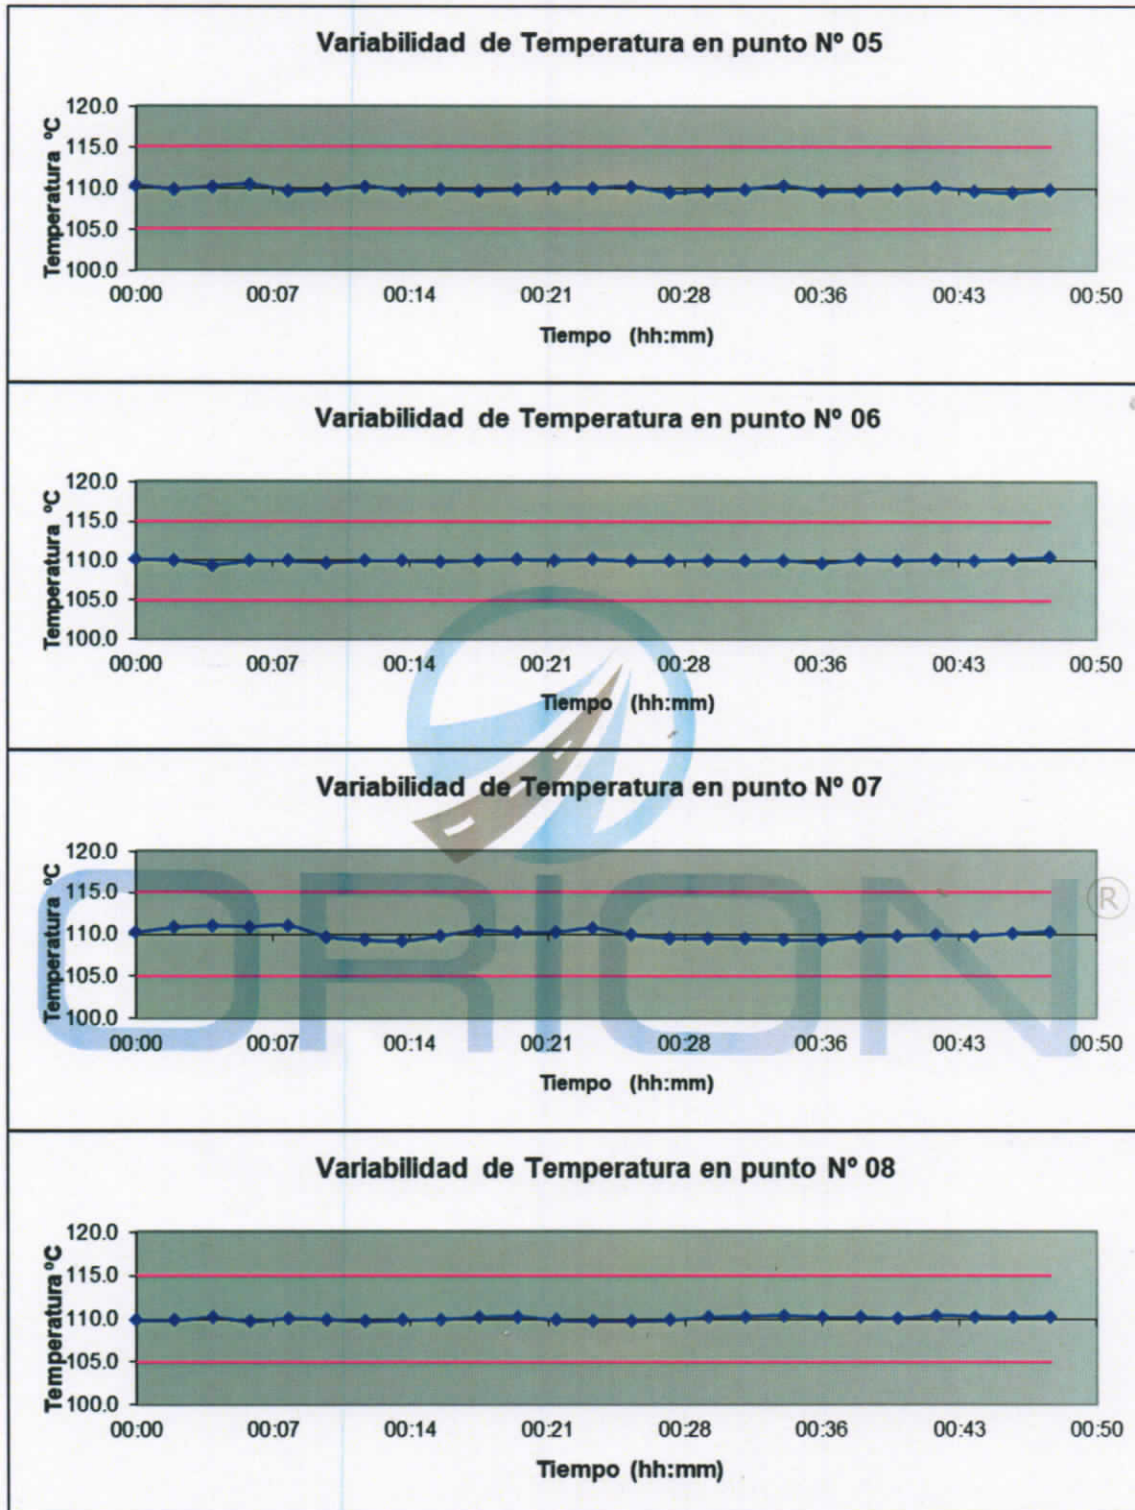 Variabilidad de Temperatura en punto Nº 05
Temperatura ºC
120.0
115.0
110.0
105.0
100.0
00:00 00:07 00:14 00:21 00:28 00:36 00:43 00:50
Tiempo (hh:mm)
Variabilidad de Temperatura en punto Nº 06
Temperatura ºC
120.0
115.0
110.0
105.0
100.0
00:00 00:07 00:14 00:21 00:28 00:36 00:43 00:50
Tiempo (hh:mm)
Variabilidad de Temperatura en punto Nº 07
Temperatura ºC
120.0
115.0
110.0
105.0
100.0
00:00 00:07 00:14 00:21 00:28 00:36 00:43 00:50
Tiempo (hh:mm)
ORION®
Variabilidad de Temperatura en punto Nº 08
Temperatura ºC
120.0
115.0
110.0
105.0
100.0
00:00 00:07 00:14 00:21 00:28 00:36 00:43 00:50
Tiempo (hh:mm)